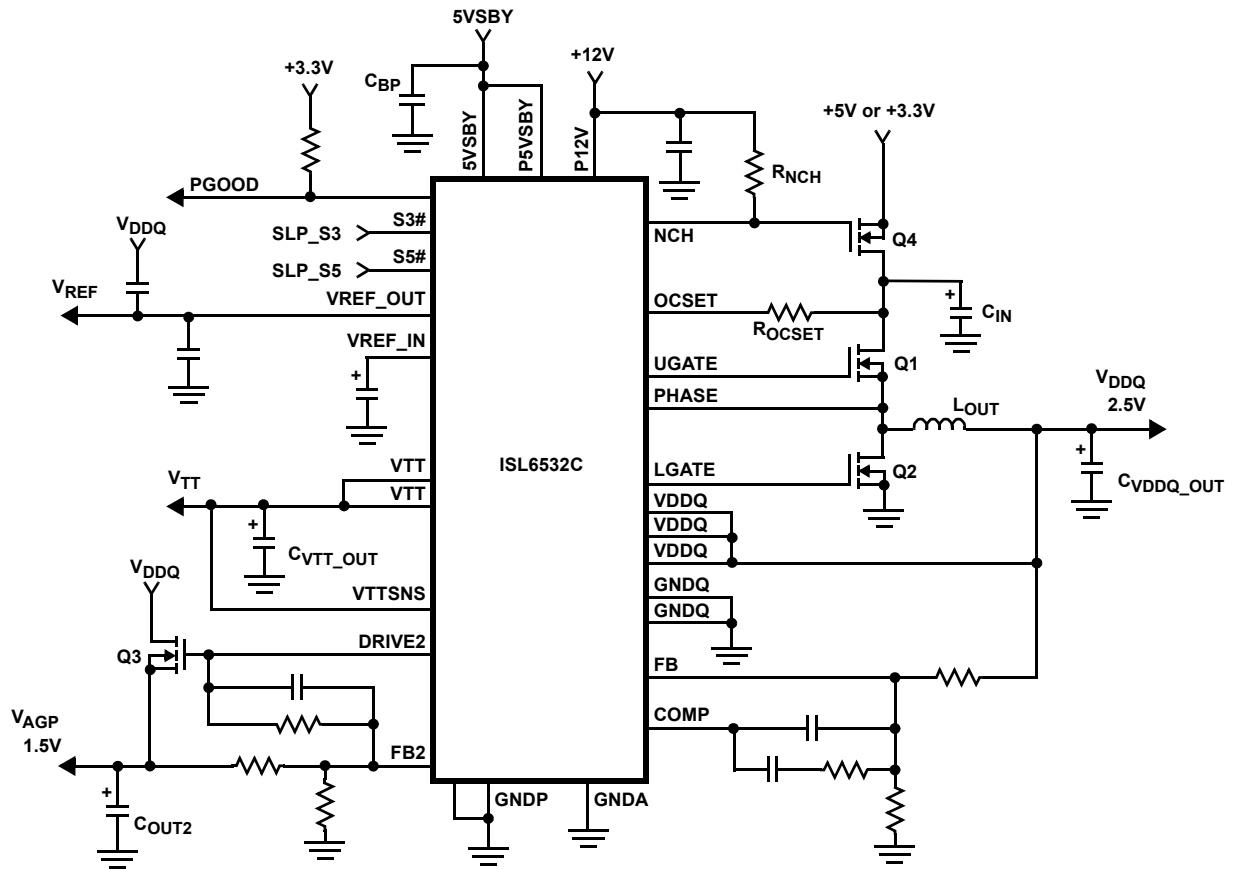 5VSBY
+12V
+3.3V
CBP
+5V or +3.3V
5VSBY
P5VSBY
P12V
RNCH
PGOOD
NCH
Q4
VDDQ
SLP_S3
S3#
SLP_S5
S5#
VREF
VREF_OUT
OCSET
ROCSET
+
CIN
VREF_IN
+
UGATE
Q1
PHASE
LOUT
VDDQ
2.5V
ISL6532C
VTT
VTT
VTT
LGATE
Q2
+
CVDDQ_OUT
+
CVTT_OUT
VDDQ
VDDQ
VDDQ
VDDQ
VTTSNS
GNDQ
GNDQ
Q3
DRIVE2
FB
VAGP
1.5V
COMP
FB2
+
COUT2
GNDP
GNDA